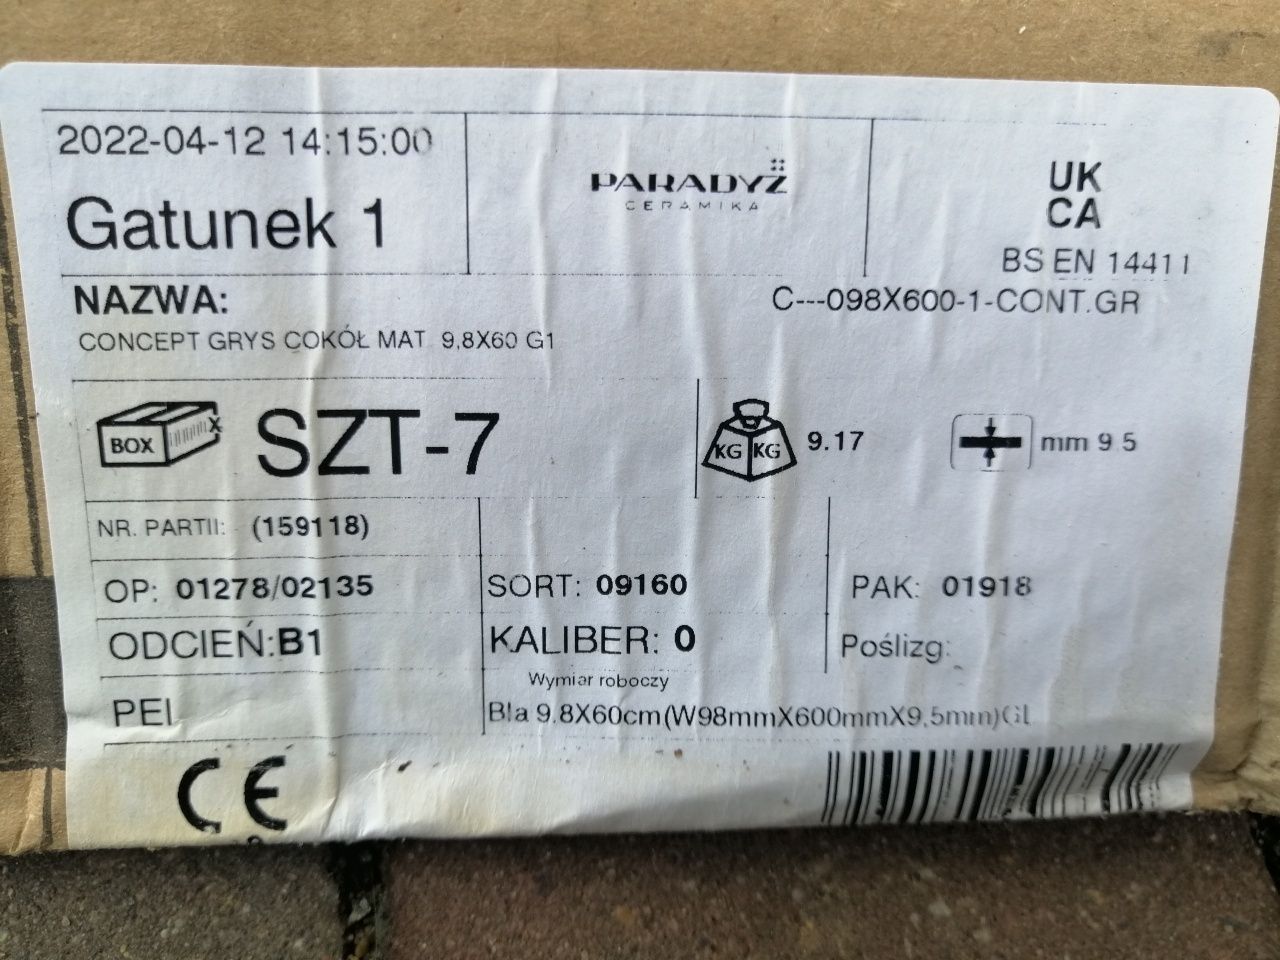 2022-04-12 14:15:00
Gatunek 1
PARADYŻ
CERAMIKA
UK
CA
BS EN 14411
NAZWA:
C---098X600-1-CONT.GR
CONCEPT GRYS COKÓŁ MAT 9,8X60 G1
BOX X SZT-7
KG KG 9.17
mm 9.5
NR. PARTII: (159118)
OP: 01278/02135
SORT: 09160
PAK: 01918
ODCIEŃ:B1
KALIBER: 0
Poślizg:
Wymiar roboczy
PEI
BIa 9.8X60cm(W98mmX600mmX9,5mm)GL
CE